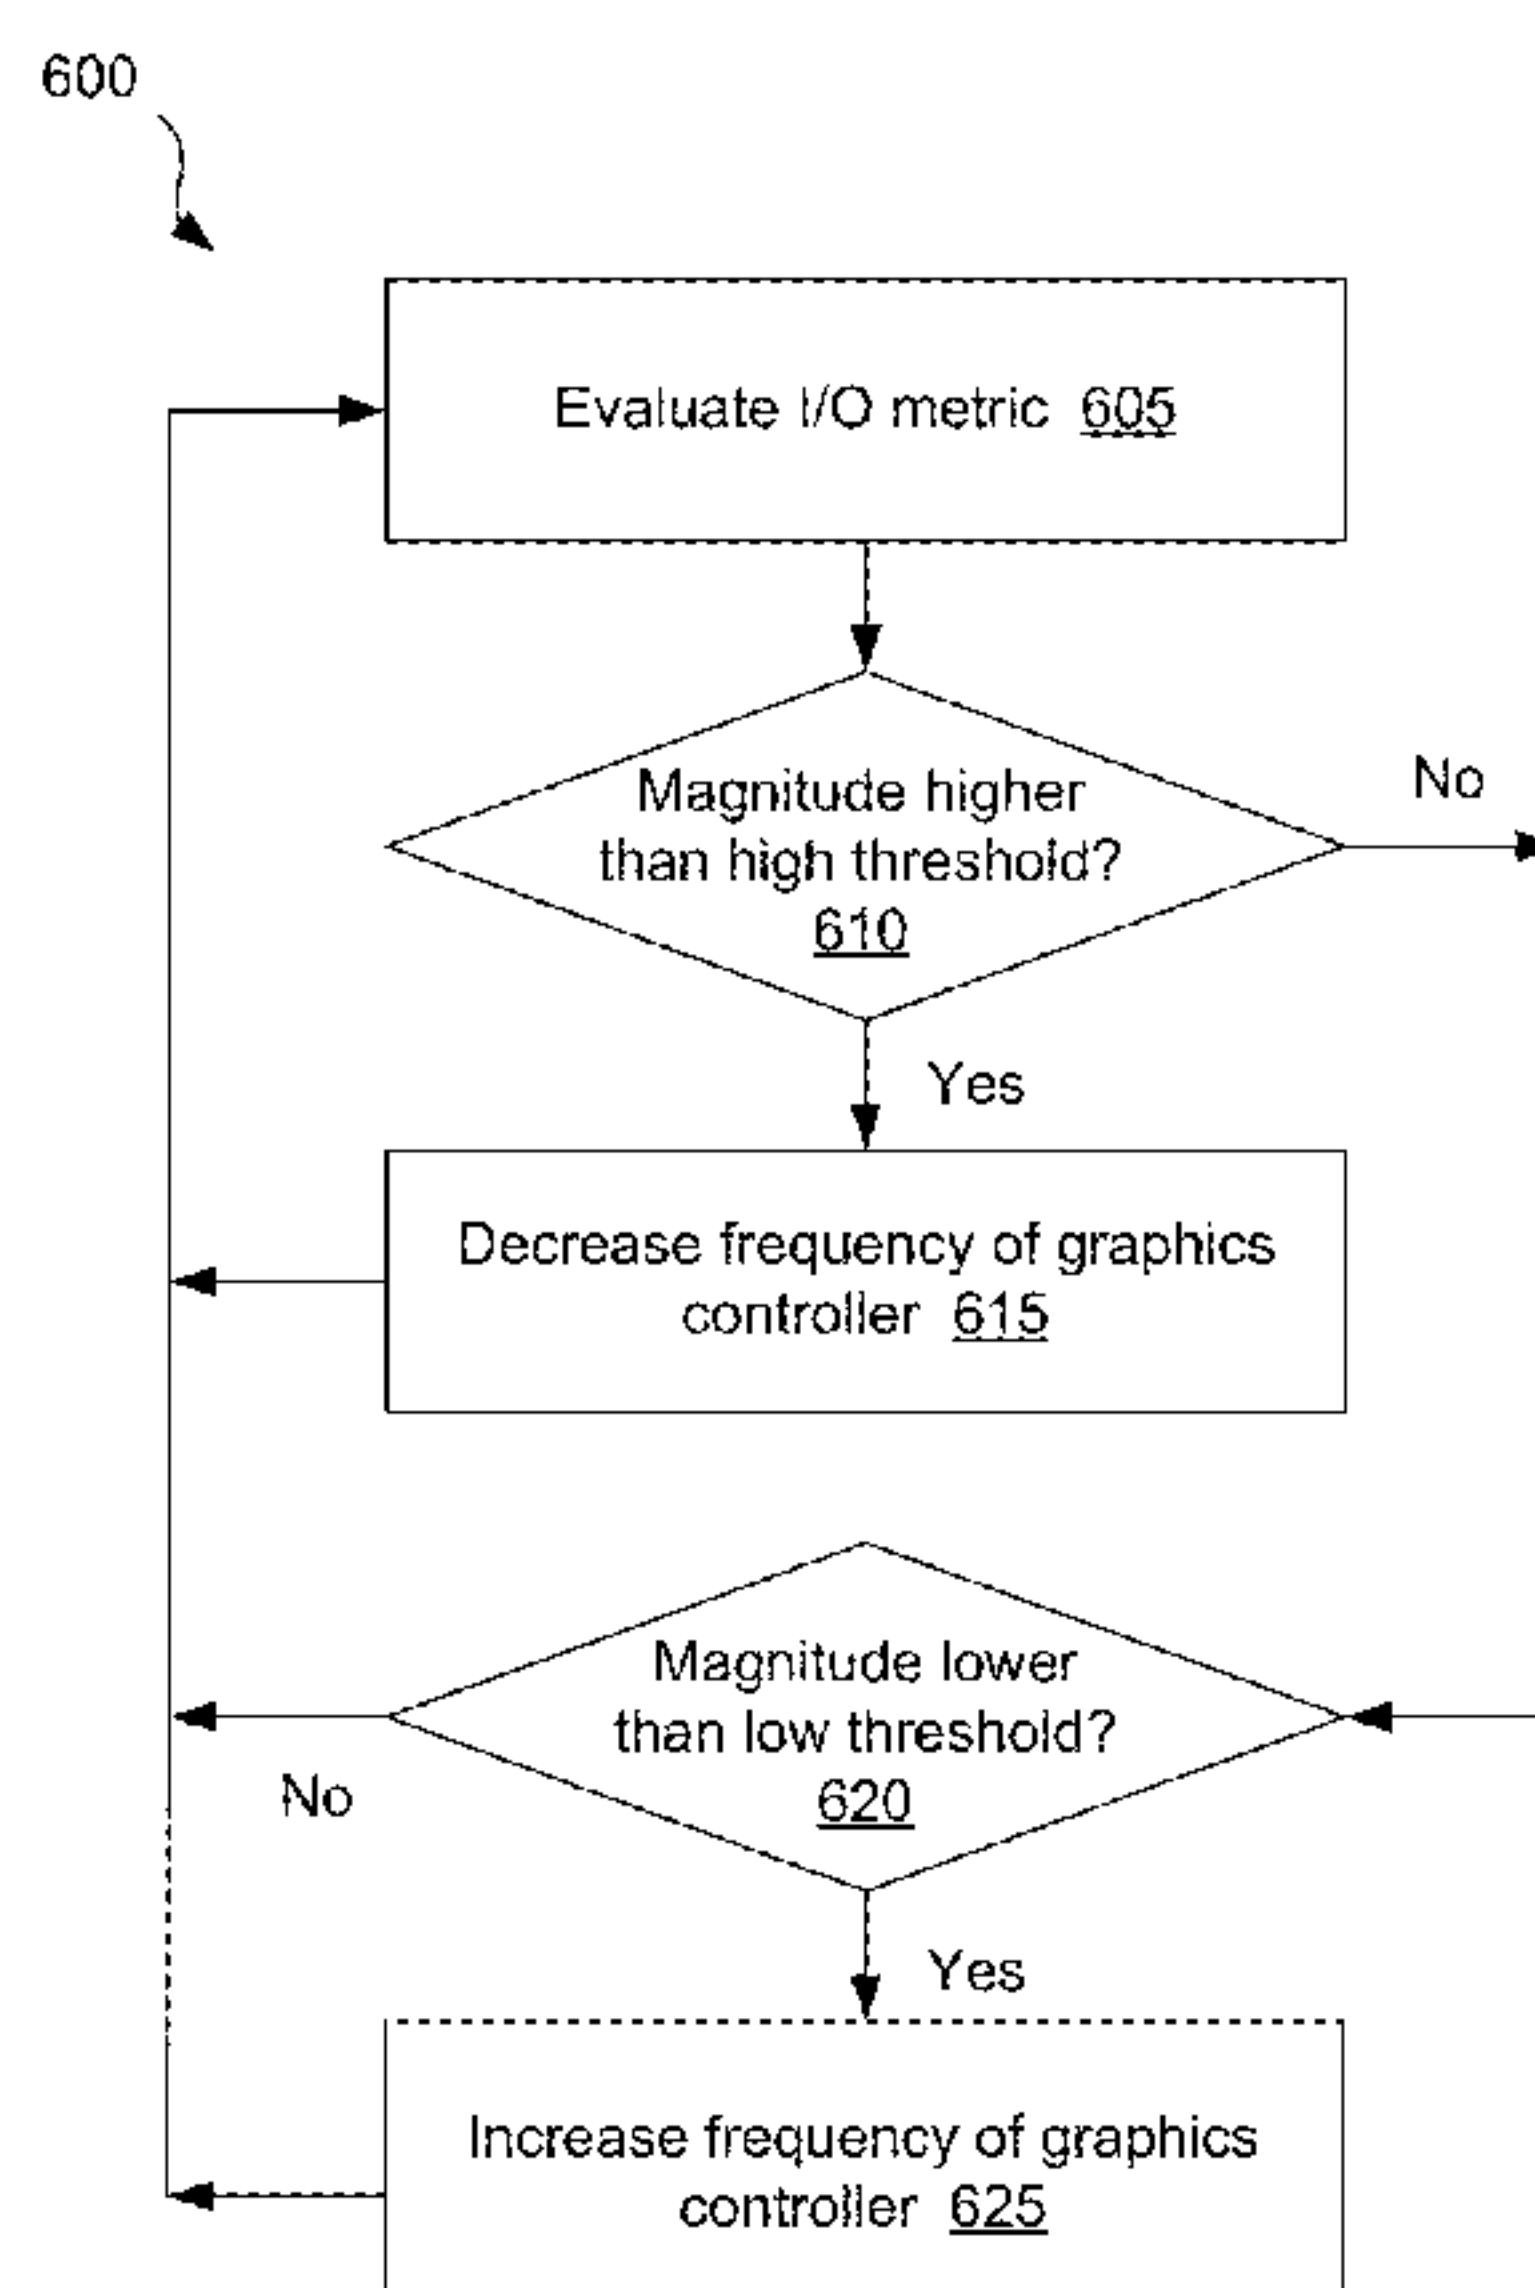 600
Evaluate I/O metric 605
Magnitude higher
than high threshold?
610
No
Yes
Decrease frequency of graphics
controller 615
Magnitude lower
than low threshold?
620
No
Yes
Increase frequency of graphics
controller 625